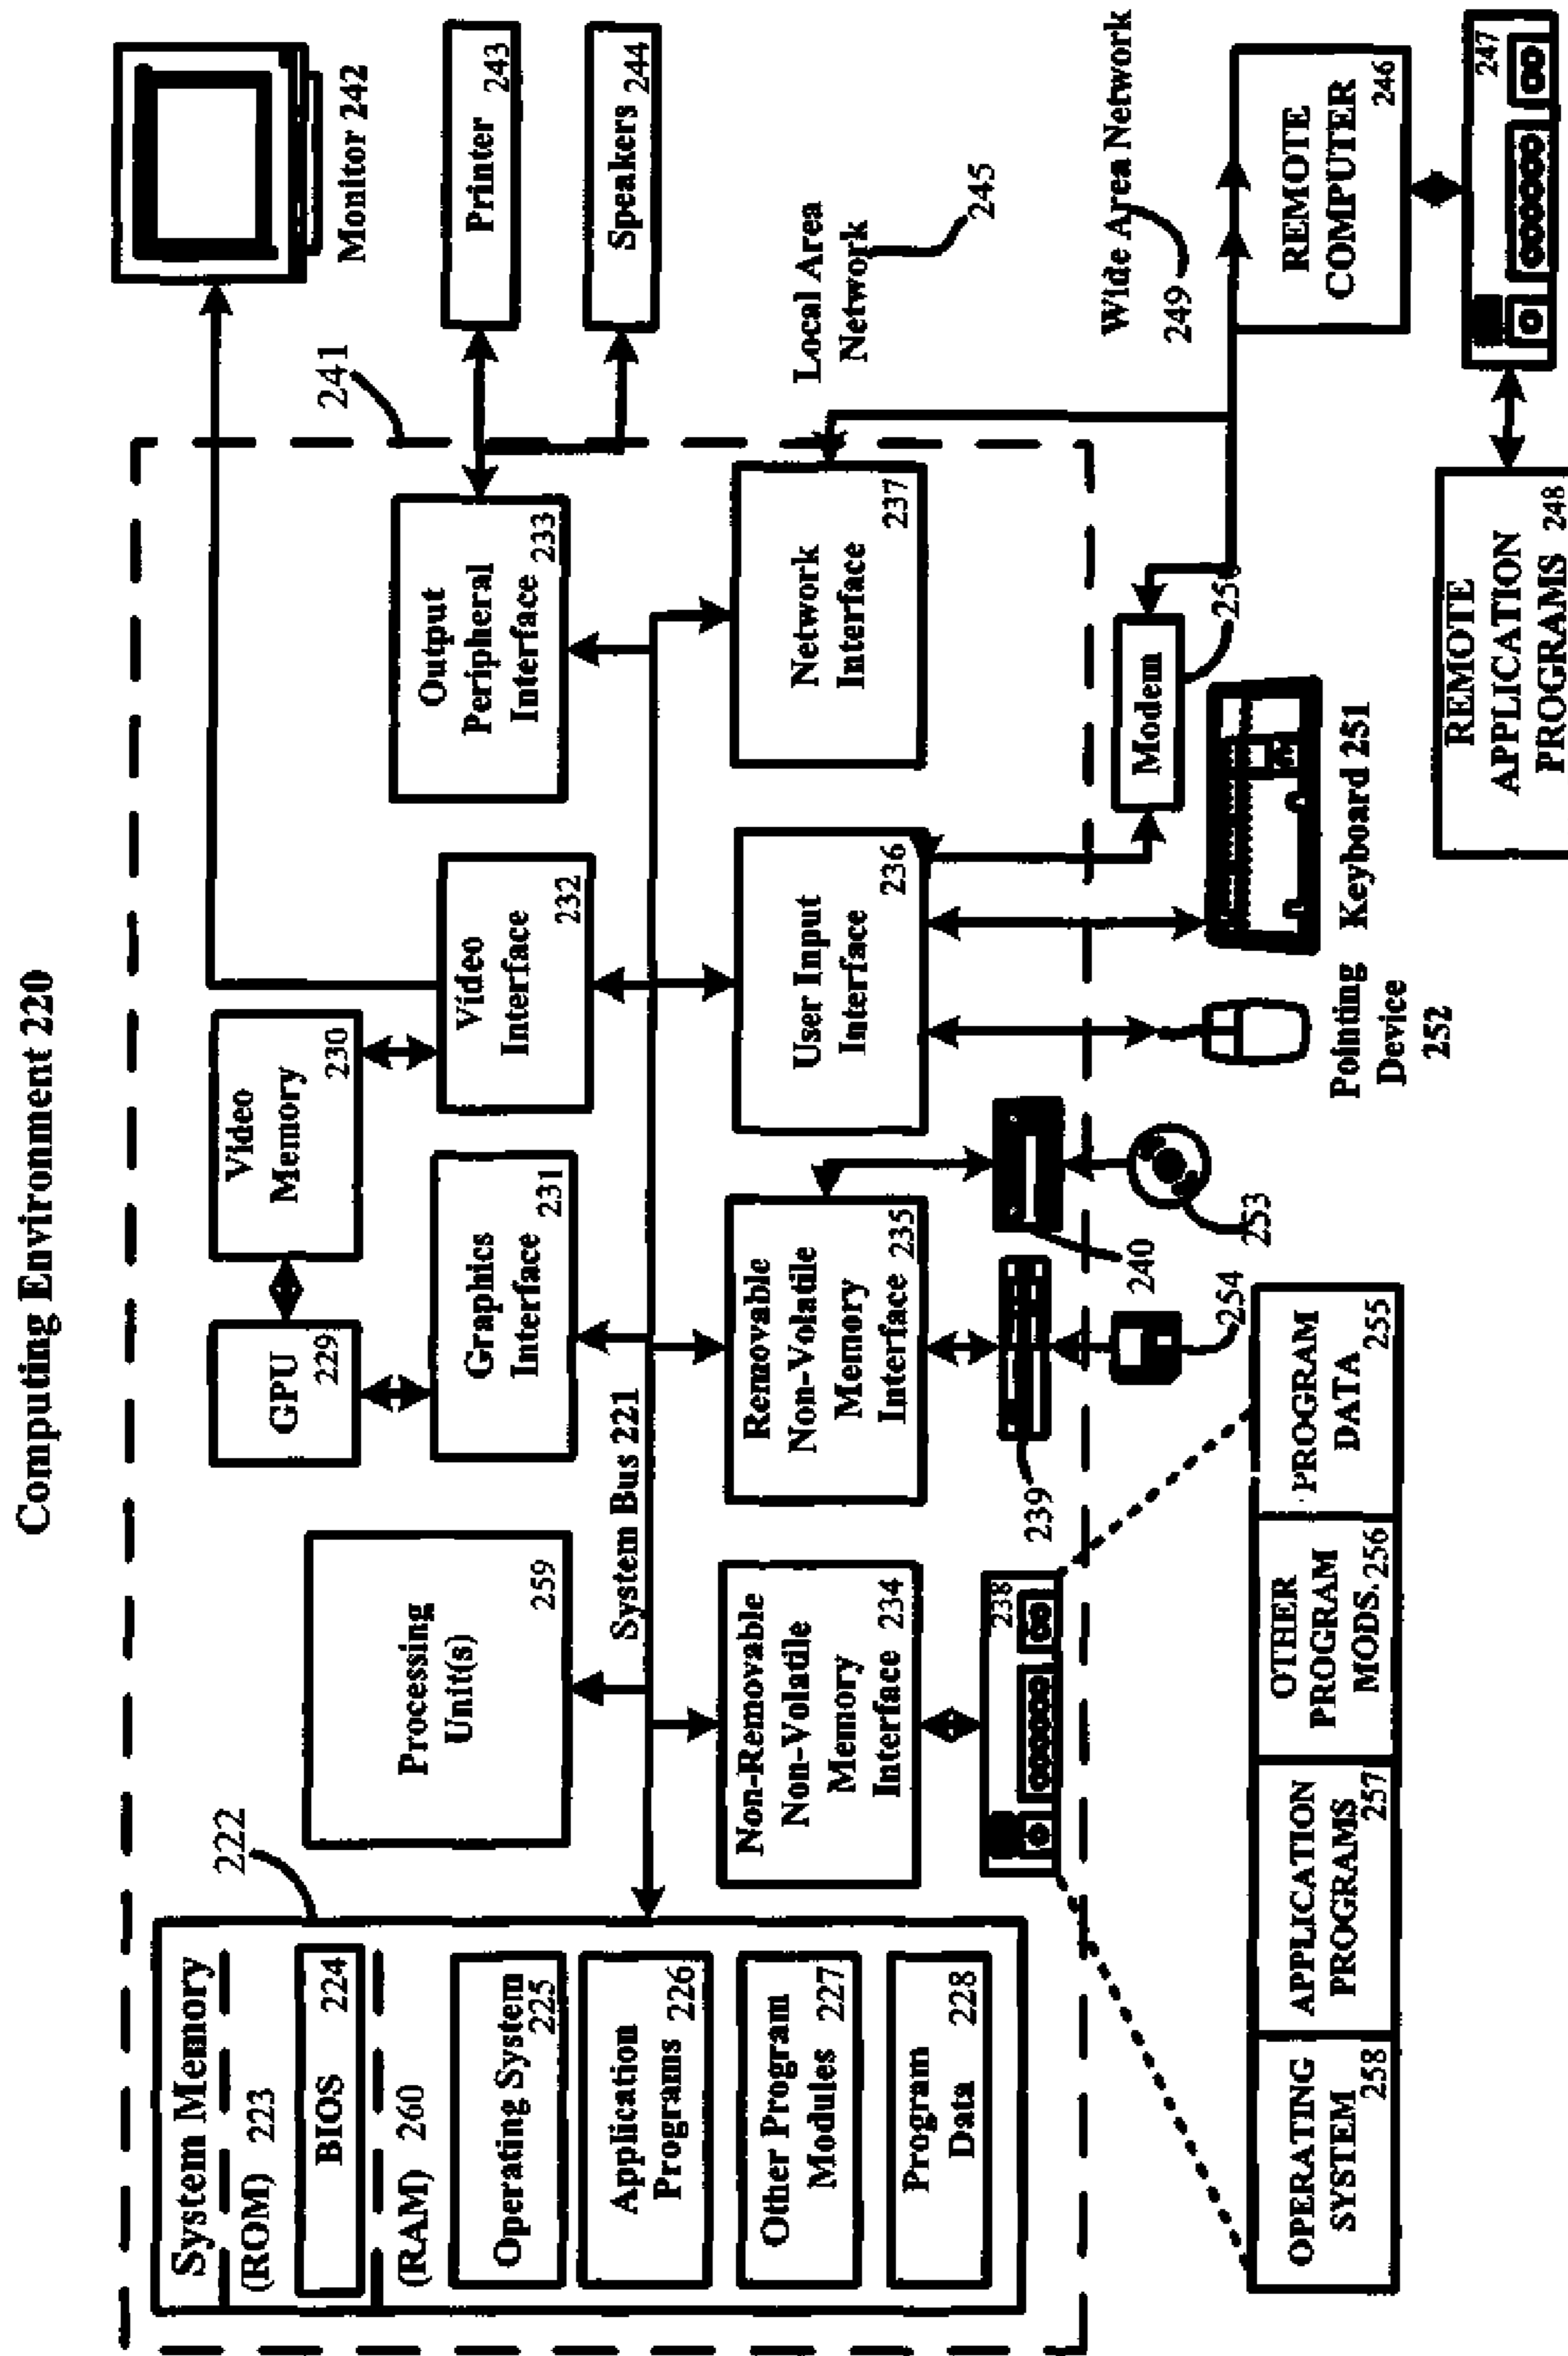 Computing Environment 220
System Memory
(ROM) 223
BIOS 224
(RAM) 260
Operating System
225
Application
Programs 226
Other Program
Modules 227
Program
Data 228
222
Processing
Unit(s)
259
System Bus 221
GPU
229
Video
Memory
230
Graphics
Interface
231
Video
Interface
232
Output
Peripheral
Interface 233
241
Monitor 242
Printer
243
Speakers
244
Non-Removable
Non-Volatile
Memory
Interface 234
Removable
Non-Volatile
Memory
Interface 235
User Input
Interface
236
Network
Interface
237
Local Area
Network
245
238
239
240
254
253
Pointing
Device
252
Keyboard 251
Modem
Wide Area Network
249
REMOTE
COMPUTER
246
247
REMOTE
APPLICATION
PROGRAMS 248
OPERATING
SYSTEM
258
APPLICATION
PROGRAMS
257
OTHER
PROGRAM
MODS. 256
PROGRAM
DATA
255